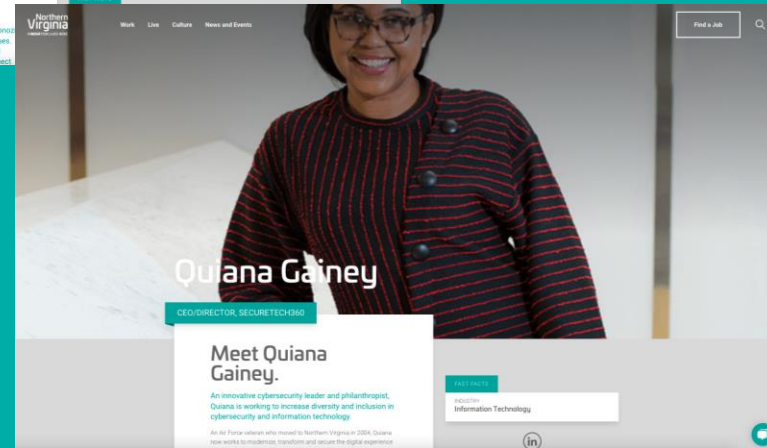 Northern
Virginia
Work Live Culture News and Events
Find a Job
Quiana Gainey
CEO/DIRECTOR, SECURETECH360
Meet Quiana
Gainey.
An innovative cybersecurity leader and philanthropist,
Quiana is working to increase diversity and inclusion in
cybersecurity and information technology.
An Air Force veteran who moved to Northern Virginia in 2004, Quiana
now works to modernize, transform and secure the digital experience
FAST FACTS
INDUSTRY
Information Technology
in